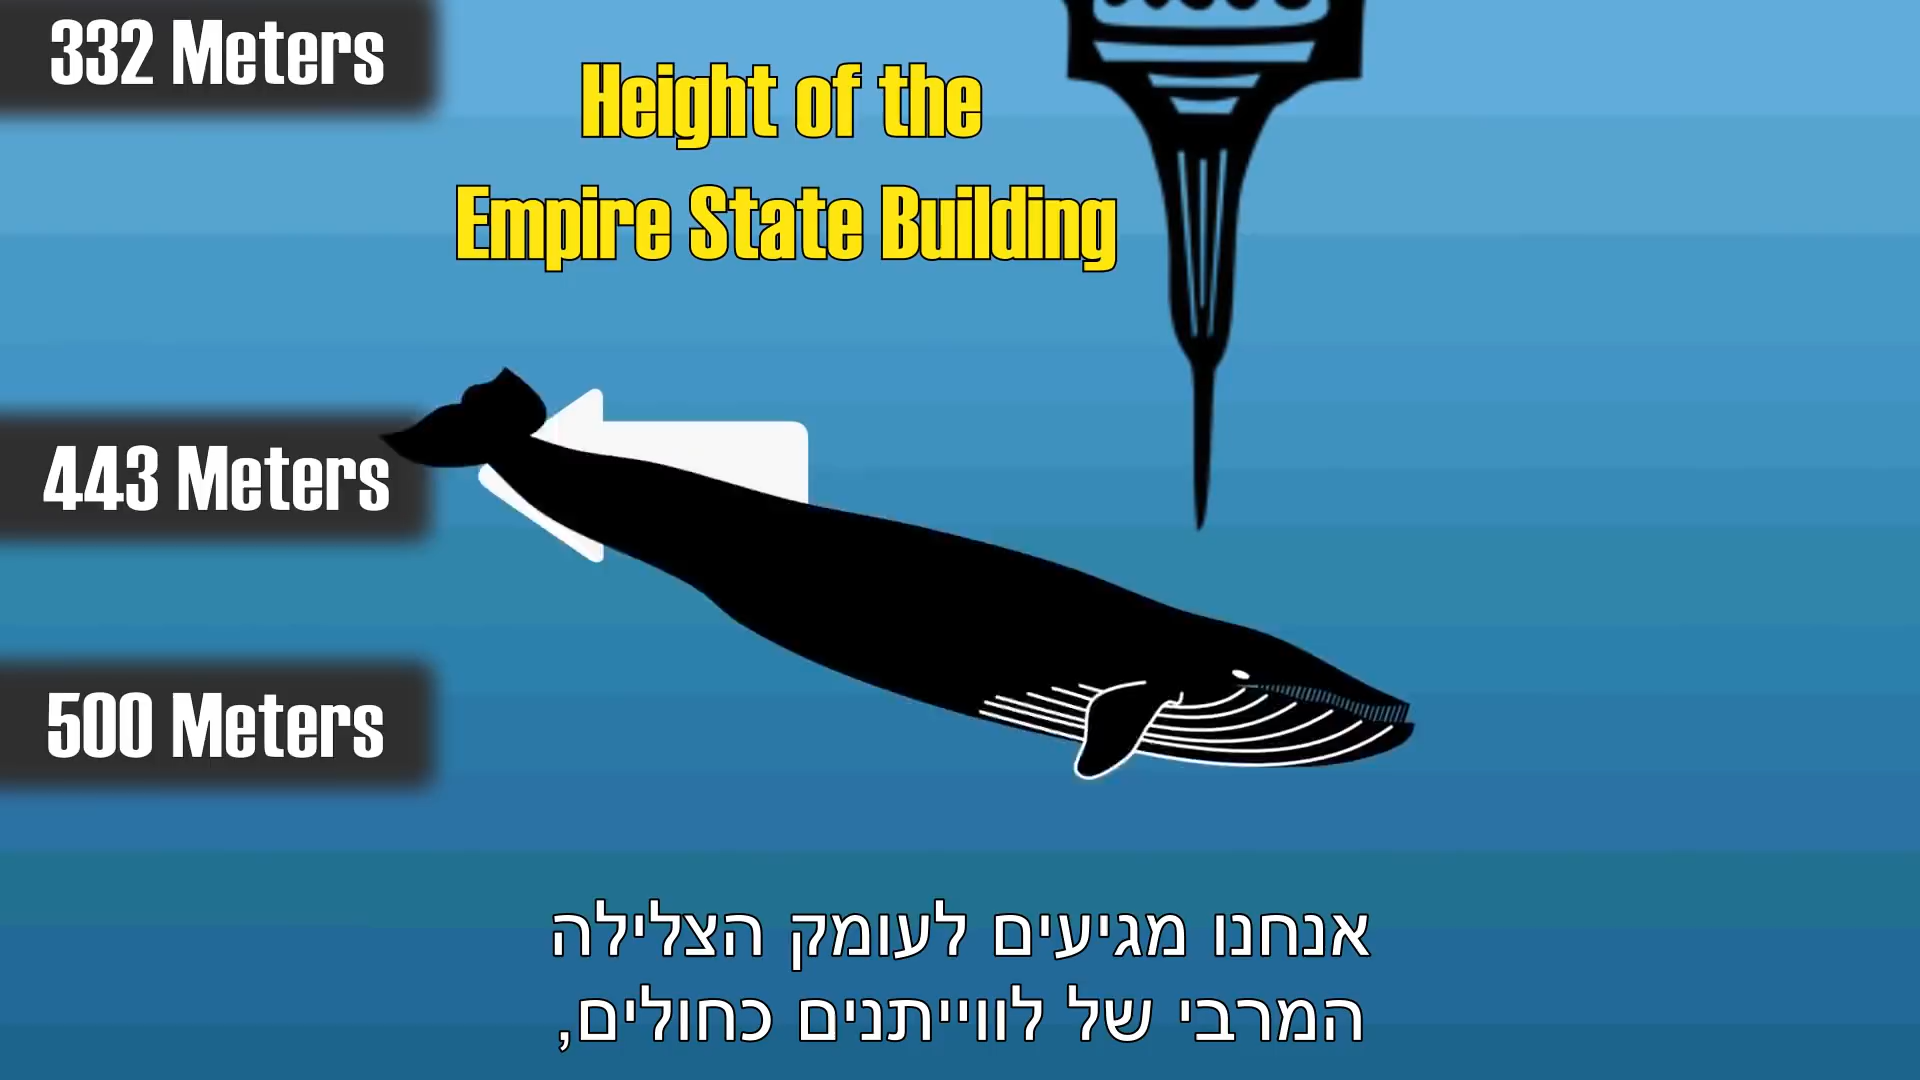 332 Meters
Height of the
Empire State Building
443 Meters
500 Meters
אנחנו מגיעים לעומק הצלילה
המרבי של לווייתנים כחולים,